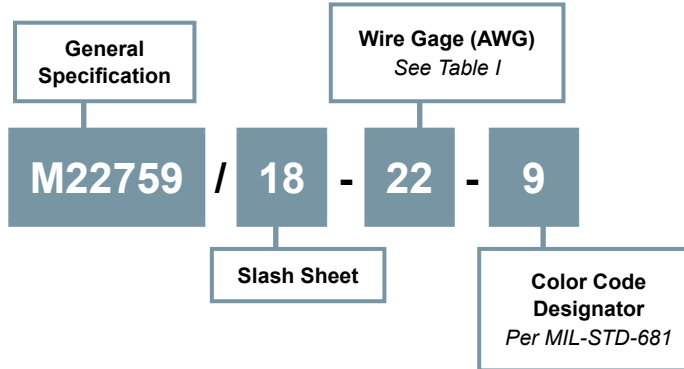 General
Specification
Wire Gage (AWG)
See Table I
M22759 / 18 - 22 - 9
Slash Sheet
Color Code
Designator
Per MIL-STD-681